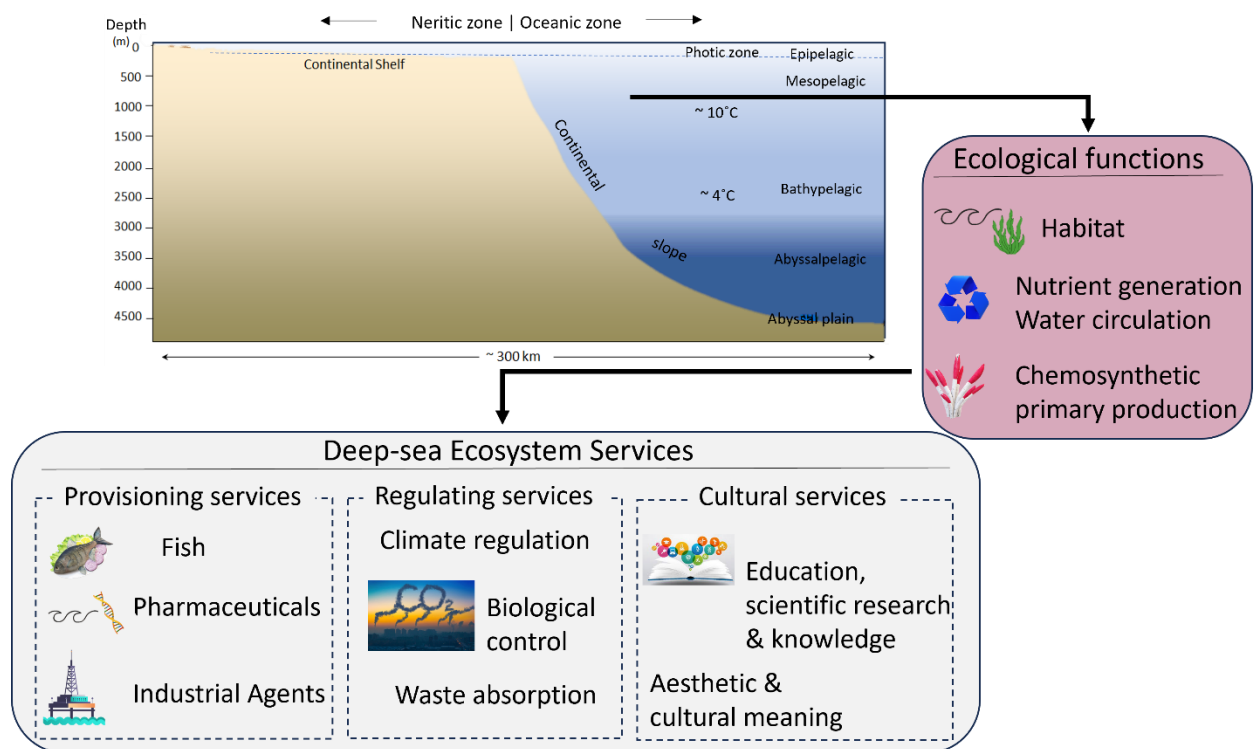 Neritic zone | Oceanic zone
Depth
(m)
0
500
1000
1500
2000
2500
3000
3500
4000
4500
Photic zone
Epipelagic
Continental Shelf
Mesopelagic
~ 10˚C
Continental
~ 4˚C
Bathypelagic
slope
Abyssalpelagic
Abyssal plain
~ 300 km
Ecological functions
Habitat
Nutrient generation
Water circulation
Chemosynthetic
primary production
Deep-sea Ecosystem Services
Provisioning services
Fish
Pharmaceuticals
Industrial Agents
Regulating services
Climate regulation
CO2
Biological
control
Waste absorption
Cultural services
Education,
scientific research
& knowledge
Aesthetic &
cultural meaning